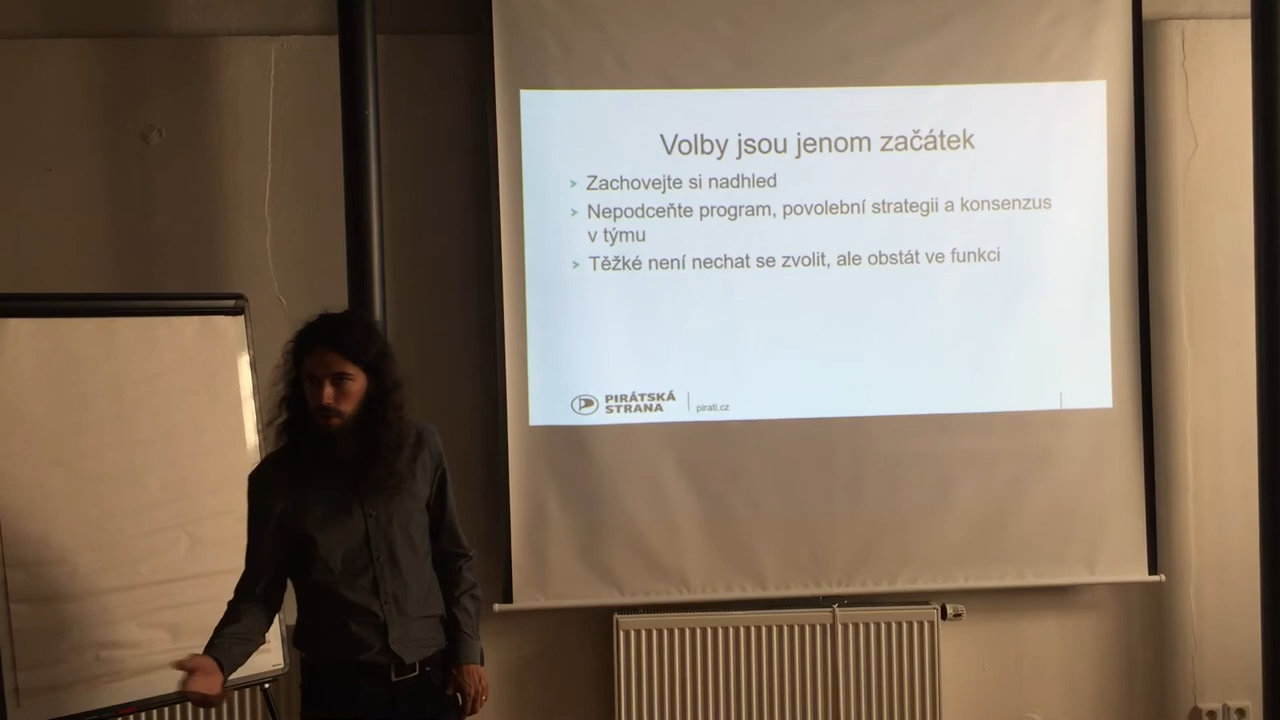 Volby jsou jenom začátek
> Zachovejte si nadhled
> Nepodceňte program, povolební strategii a konsenzus
v týmu
> Těžké není nechat se zvolit, ale obstát ve funkci
PIRÁTSKÁ
STRANA
pirati.cz